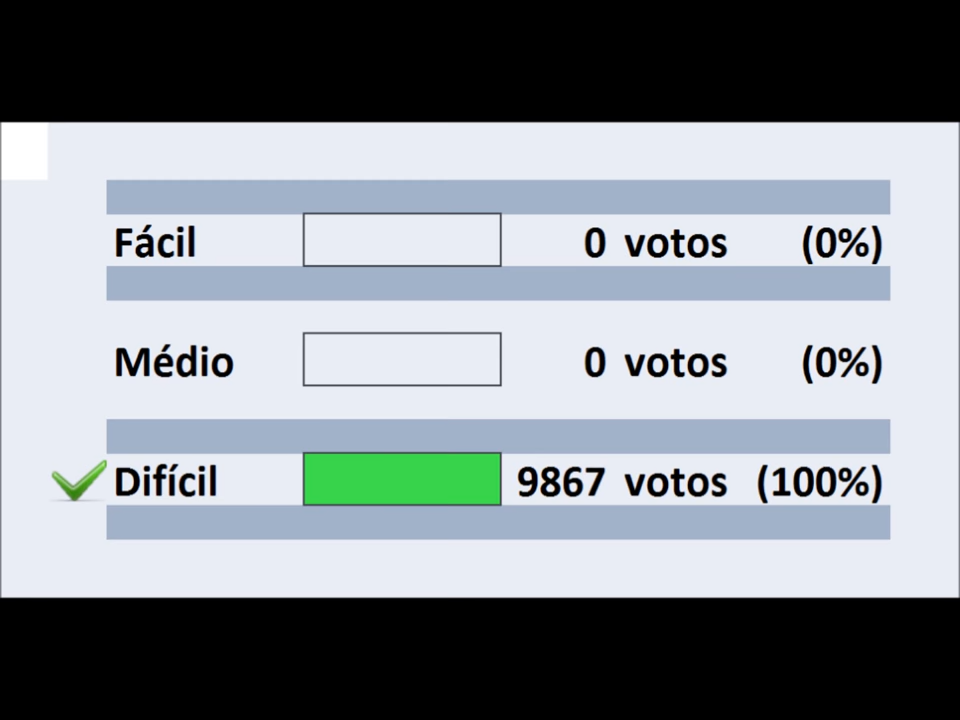 Fácil 0 votos (0%)
Médio 0 votos (0%)
Difícil 9867 votos (100%)